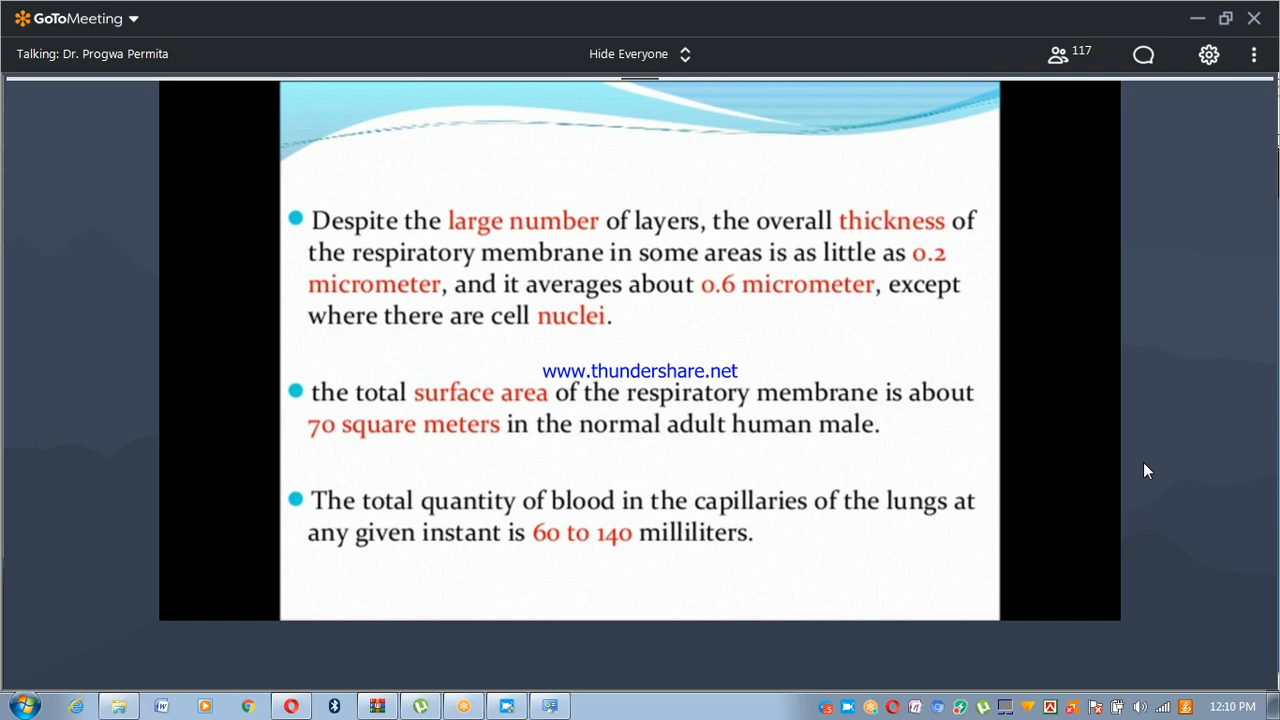 GoToMeeting
Talking: Dr. Progwa Permita
Hide Everyone
117
Despite the large number of layers, the overall thickness of
the respiratory membrane in some areas is as little as 0.2
micrometer, and it averages about 0.6 micrometer, except
where there are cell nuclei.
www.thundershare.net
the total surface area of the respiratory membrane is about
70 square meters in the normal adult human male.
The total quantity of blood in the capillaries of the lungs at
any given instant is 60 to 140 milliliters.
12:10 PM